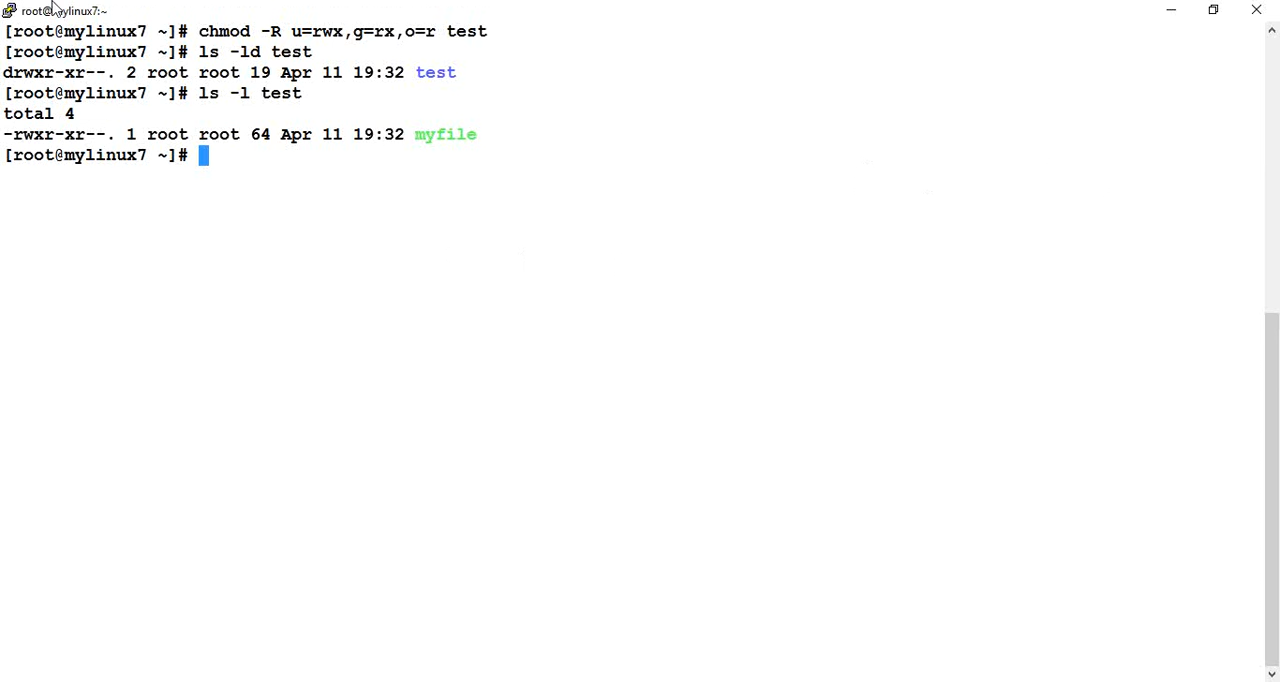 root@mylinux7:~
[root@mylinux7 ~]# chmod -R u=rwx,g=rx,o=r test
[root@mylinux7 ~]# ls -ld test
drwxr-xr--. 2 root root 19 Apr 11 19:32 test
[root@mylinux7 ~]# ls -l test
total 4
-rwxr-xr--. 1 root root 64 Apr 11 19:32 myfile
[root@mylinux7 ~]#